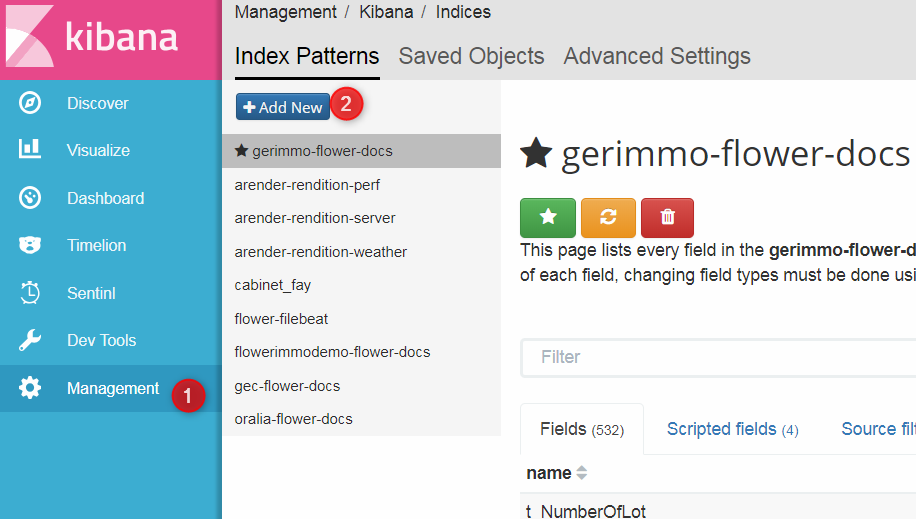 kibana
Discover
Visualize
Dashboard
Timelion
Sentinl
Dev Tools
Management
1
Management / Kibana / Indices
Index Patterns Saved Objects Advanced Settings
Add New
2
gerimmo-flower-docs
arender-rendition-perf
arender-rendition-server
arender-rendition-weather
cabinet_fay
flower-filebeat
flowerimmodemo-flower-docs
gec-flower-docs
oralia-flower-docs
gerimmo-flower-docs
This page lists every field in the gerimmo-flower-d
of each field, changing field types must be done usi
Filter
Fields (532) Scripted fields (4) Source filt
name
t NumberOfLot